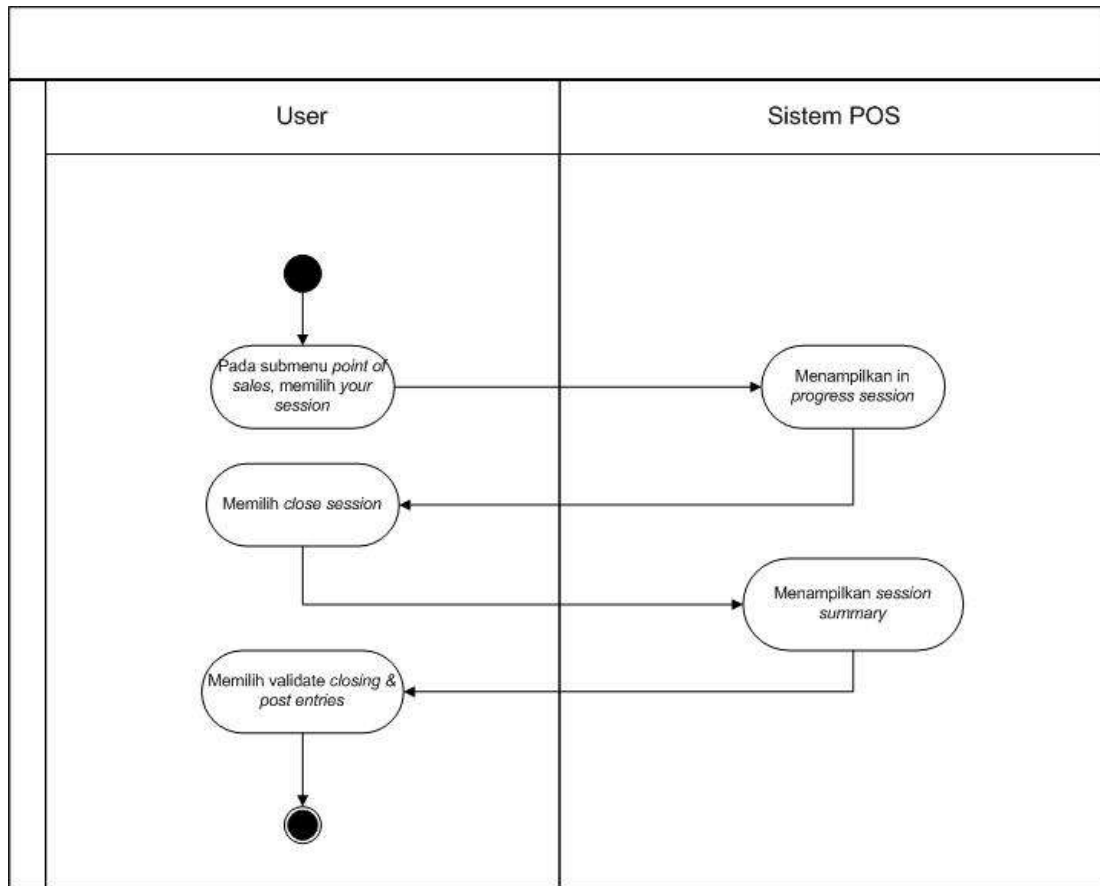 User
Sistem POS
Pada submenu point of
sales, memilih your
session
Menampilkan in
progress session
Memilih close session
Menampilkan session
summary
Memilih validate closing &
post entries